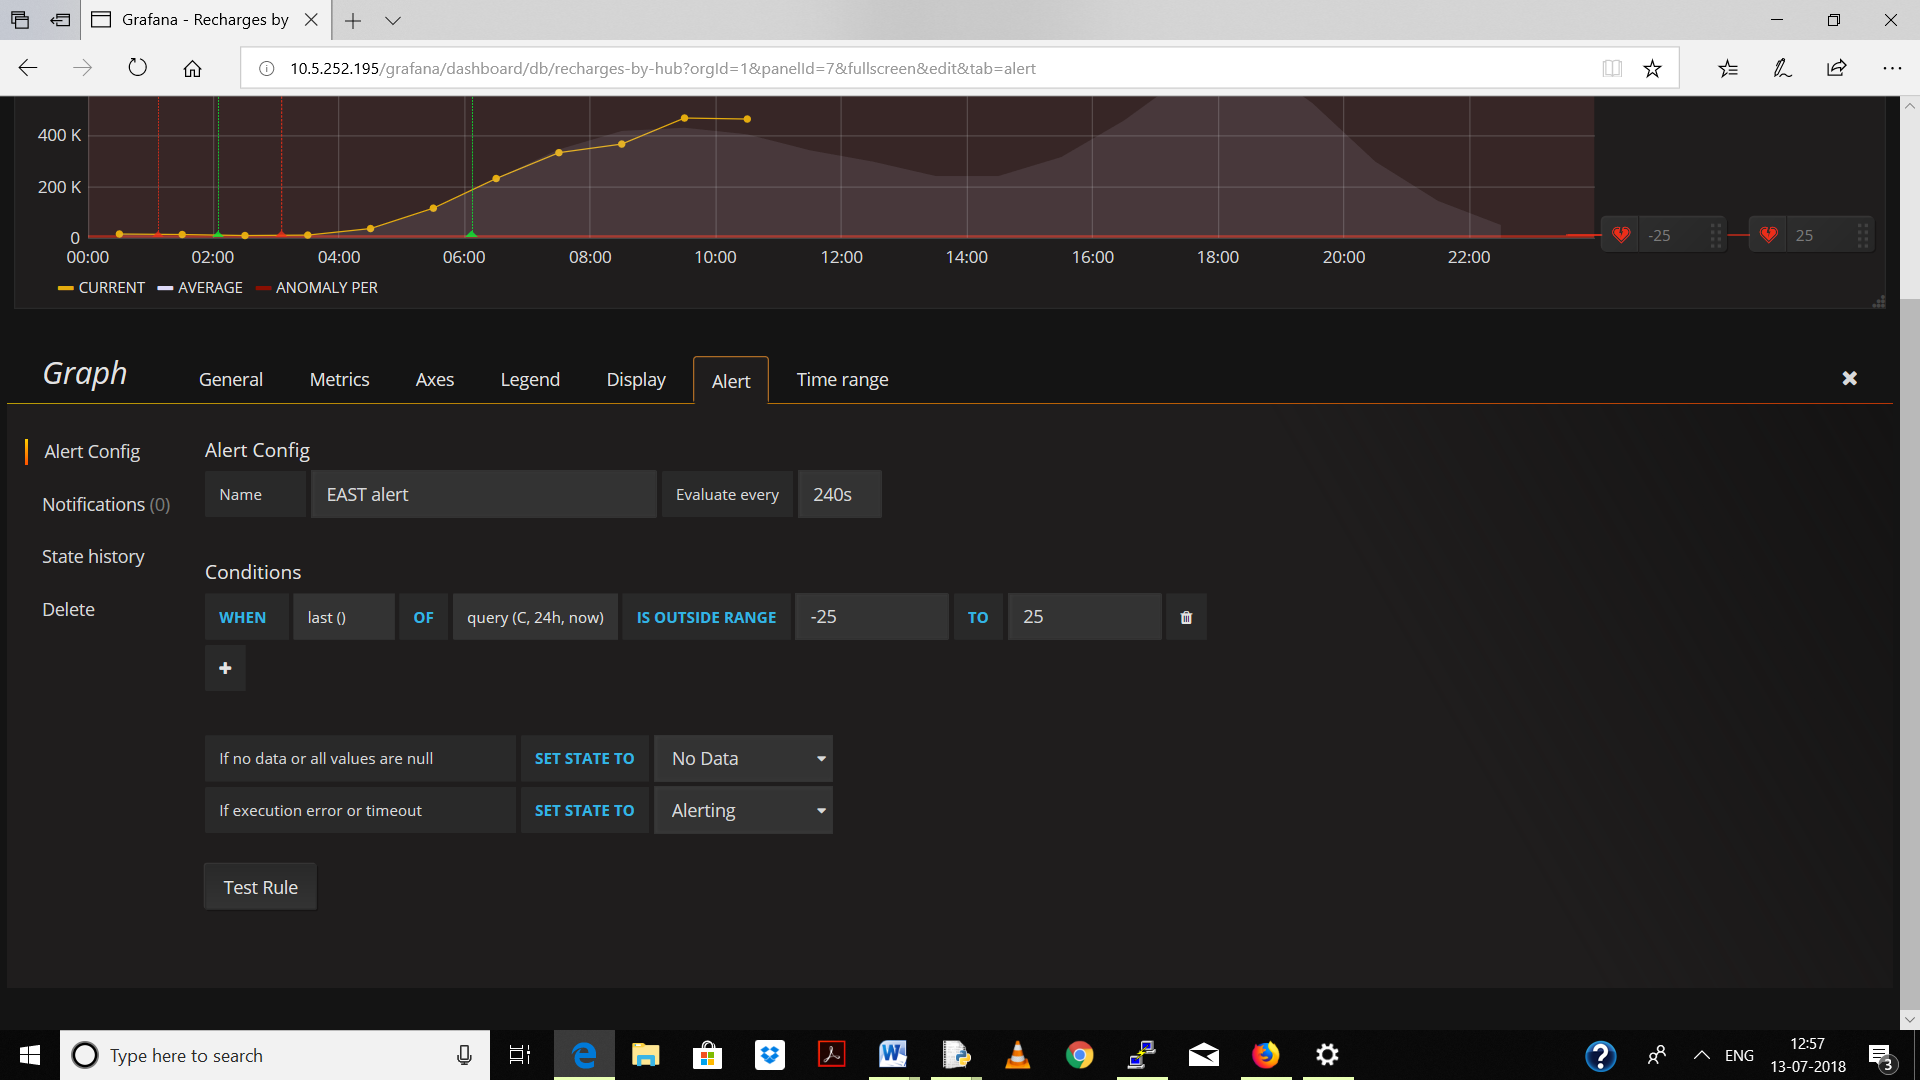 Grafana - Recharges by
10.5.252.195/grafana/dashboard/db/recharges-by-hub?orgId=1&panelId=7&fullscreen&edit&tab=alert
400 K
200 K
0
-25
25
00:00 02:00 04:00 06:00 08:00 10:00 12:00 14:00 16:00 18:00 20:00 22:00
CURRENT AVERAGE ANOMALY PER
Graph General Metrics Axes Legend Display Alert Time range
Alert Config
Notifications (0)
State history
Delete
Alert Config
Name EAST alert Evaluate every 240s
Conditions
WHEN last () OF query (C, 24h, now) IS OUTSIDE RANGE -25 TO 25
If no data or all values are null SET STATE TO No Data
If execution error or timeout SET STATE TO Alerting
Test Rule
Type here to search
ENG
12:57
13-07-2018
3